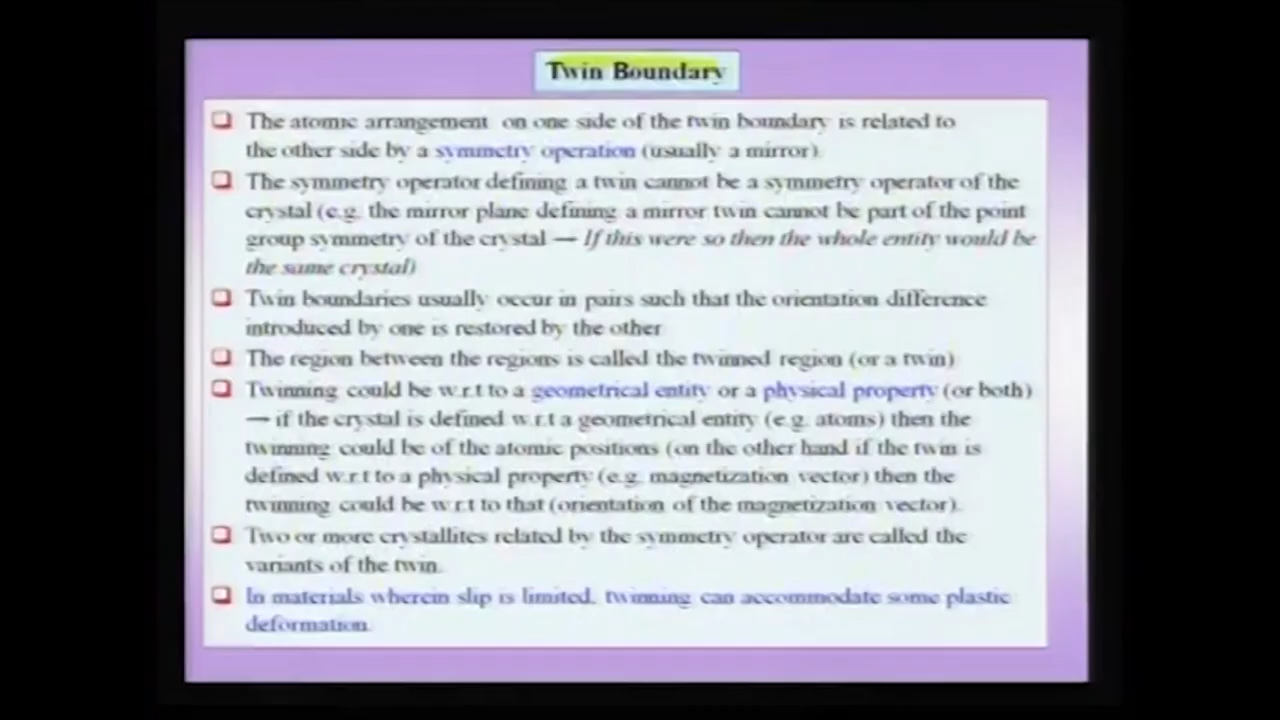 Twin Boundary
The atomic arrangement on one side of the twin boundary is related to
the other side by a symmetry operation (usually a mirror).
The symmetry operator defining a twin cannot be a symmetry operator of the
crystal (e.g. the mirror plane defining a mirror twin cannot be part of the point
group symmetry of the crystal — If this were so then the whole entity would be
the same crystal)
Twin boundaries usually occur in pairs such that the orientation difference
introduced by one is restored by the other
The region between the regions is called the twinned region (or a twin)
Twinning could be w.r.t to a geometrical entity or a physical property (or both)
— if the crystal is defined w.r.t a geometrical entity (e.g. atoms) then the
twinning could be of the atomic positions (on the other hand if the twin is
defined w.r.t to a physical property (e.g. magnetization vector) then the
twinning could be w.r.t to that (orientation of the magnetization vector).
Two or more crystallites related by the symmetry operator are called the
variants of the twin.
In materials wherein slip is limited, twinning can accommodate some plastic
deformation.